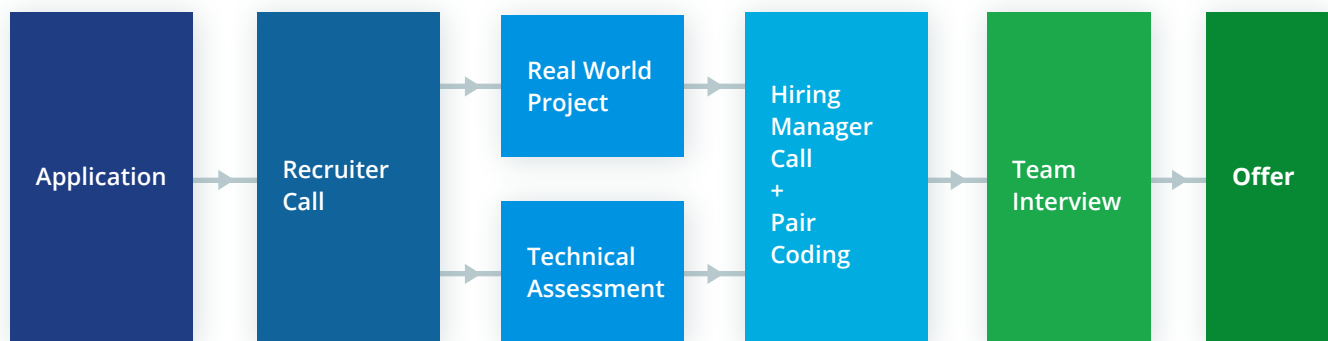 Application
Recruiter
Call
Real World
Project
Technical
Assessment
Hiring
Manager
Call
+
Pair
Coding
Team
Interview
Offer